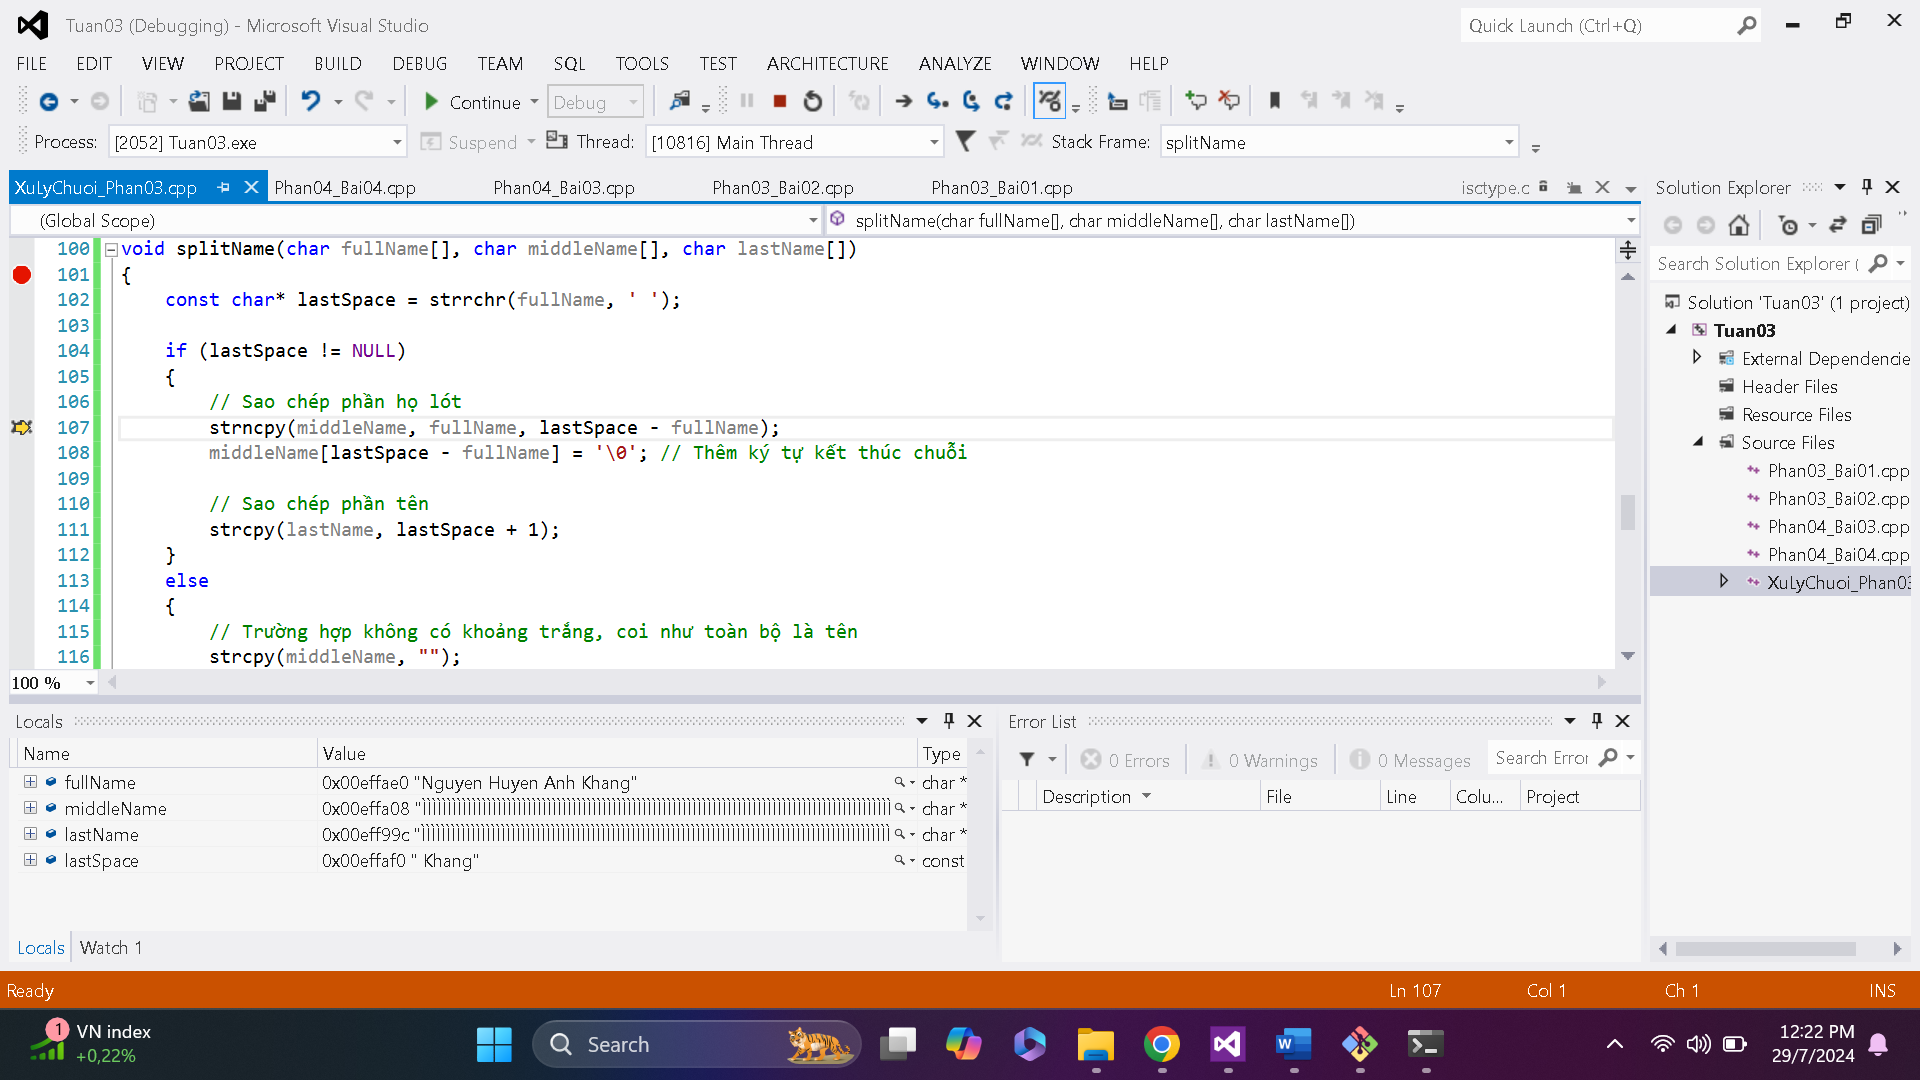 Tuan03 (Debugging) - Microsoft Visual Studio
Quick Launch (Ctrl+Q)
FILE EDIT VIEW PROJECT BUILD DEBUG TEAM SQL TOOLS TEST ARCHITECTURE ANALYZE WINDOW HELP
Continue Debug
Process: [2052] Tuan03.exe Suspend Thread: [10816] Main Thread Stack Frame: splitName
XuLyChuoi_Phan03.cpp Phan04_Bai04.cpp Phan04_Bai03.cpp Phan03_Bai02.cpp Phan03_Bai01.cpp isctype.c
(Global Scope) splitName(char fullName[], char middleName[], char lastName[])
100 void splitName(char fullName[], char middleName[], char lastName[])
101 {
102 const char* lastSpace = strrchr(fullName, ' ');
103
104 if (lastSpace != NULL)
105 {
106 // Sao chép phần họ lót
107 strncpy(middleName, fullName, lastSpace - fullName);
108 middleName[lastSpace - fullName] = '\0'; // Thêm ký tự kết thúc chuỗi
109
110 // Sao chép phần tên
111 strcpy(lastName, lastSpace + 1);
112 }
113 else
114 {
115 // Trường hợp không có khoảng trắng, coi như toàn bộ là tên
116 strcpy(middleName, "");
100 %
Solution Explorer
Search Solution Explorer (
Solution 'Tuan03' (1 project)
Tuan03
External Dependencie
Header Files
Resource Files
Source Files
Phan03_Bai01.cpp
Phan03_Bai02.cpp
Phan04_Bai03.cpp
Phan04_Bai04.cpp
XuLyChuoi_Phan03
Locals
Name Value Type
fullName 0x00effae0 "Nguyen Huyen Anh Khang" char *
middleName 0x00effa08 " char *
lastName 0x00eff99c " char *
lastSpace 0x00effaf0 " Khang" const
Locals Watch 1
Error List
0 Errors 0 Warnings 0 Messages Search Error
Description File Line Colu... Project
Ready Ln 107 Col 1 Ch 1 INS
1 VN index
+0,22%
Search
12:22 PM
29/7/2024